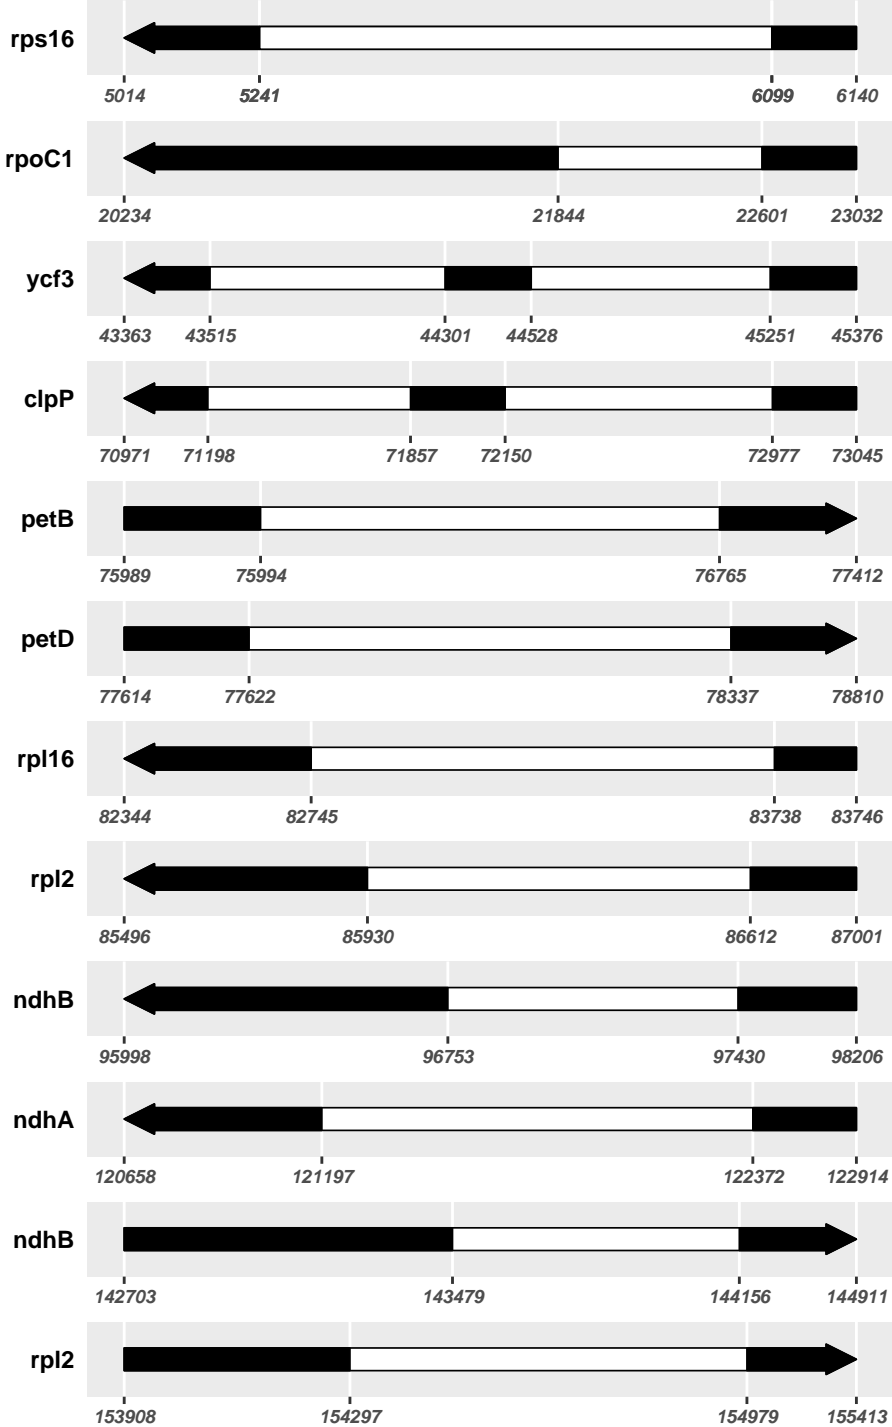 rps16
5014 5241 6099 6140
rpoC1
20234 21844 22601 23032
ycf3
43363 43515 44301 44528 45251 45376
clpP
70971 71198 71857 72150 72977 73045
petB
75989 75994 76765 77412
petD
77614 77622 78337 78810
rpl16
82344 82745 83738 83746
rpl2
85496 85930 86612 87001
ndhB
95998 96753 97430 98206
ndhA
120658 121197 122372 122914
ndhB
142703 143479 144156 144911
rpl2
153908 154297 154979 155413